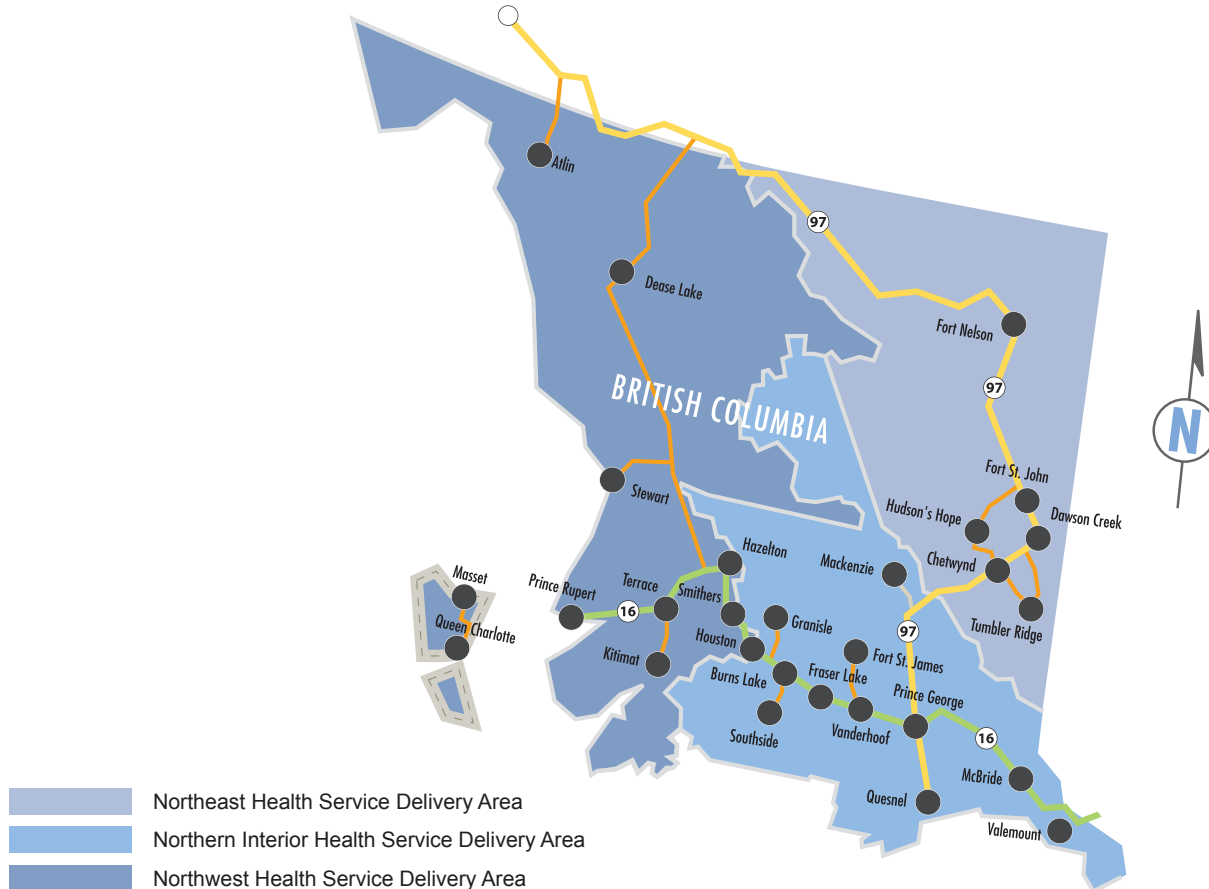 Atlin
97
Dease Lake
Fort Nelson
97
BRITISH COLUMBIA
N
Fort St. John
Stewart
Hudson's Hope
Dawson Creek
Hazelton
Mackenzie
Chetwynd
Masset
Prince Rupert
Terrace
Smithers
16
Granisle
97
Tumbler Ridge
Queen Charlotte
Houston
Kitimat
Fort St. James
Burns Lake
Fraser Lake
Prince George
Southside
Vanderhoof
16
McBride
Quesnel
Valemount
Northeast Health Service Delivery Area
Northern Interior Health Service Delivery Area
Northwest Health Service Delivery Area